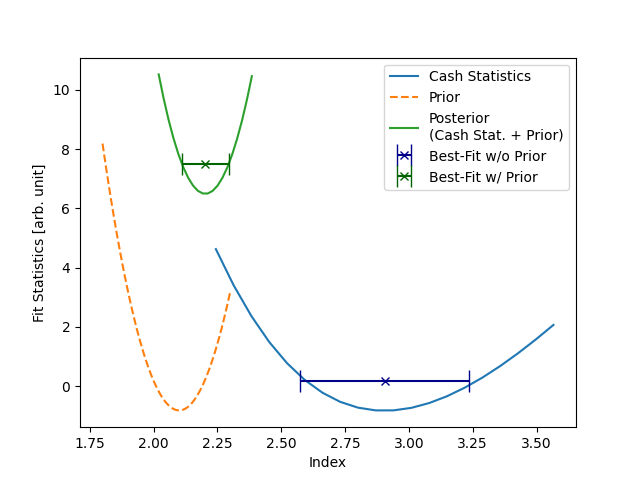 Cash Statistics
Prior
Posterior
(Cash Stat. + Prior)
Best-Fit w/o Prior
Best-Fit w/ Prior
Fit Statistics [arb. unit]
10
8
6
4
2
0
1.75 2.00 2.25 2.50 2.75 3.00 3.25 3.50
Index